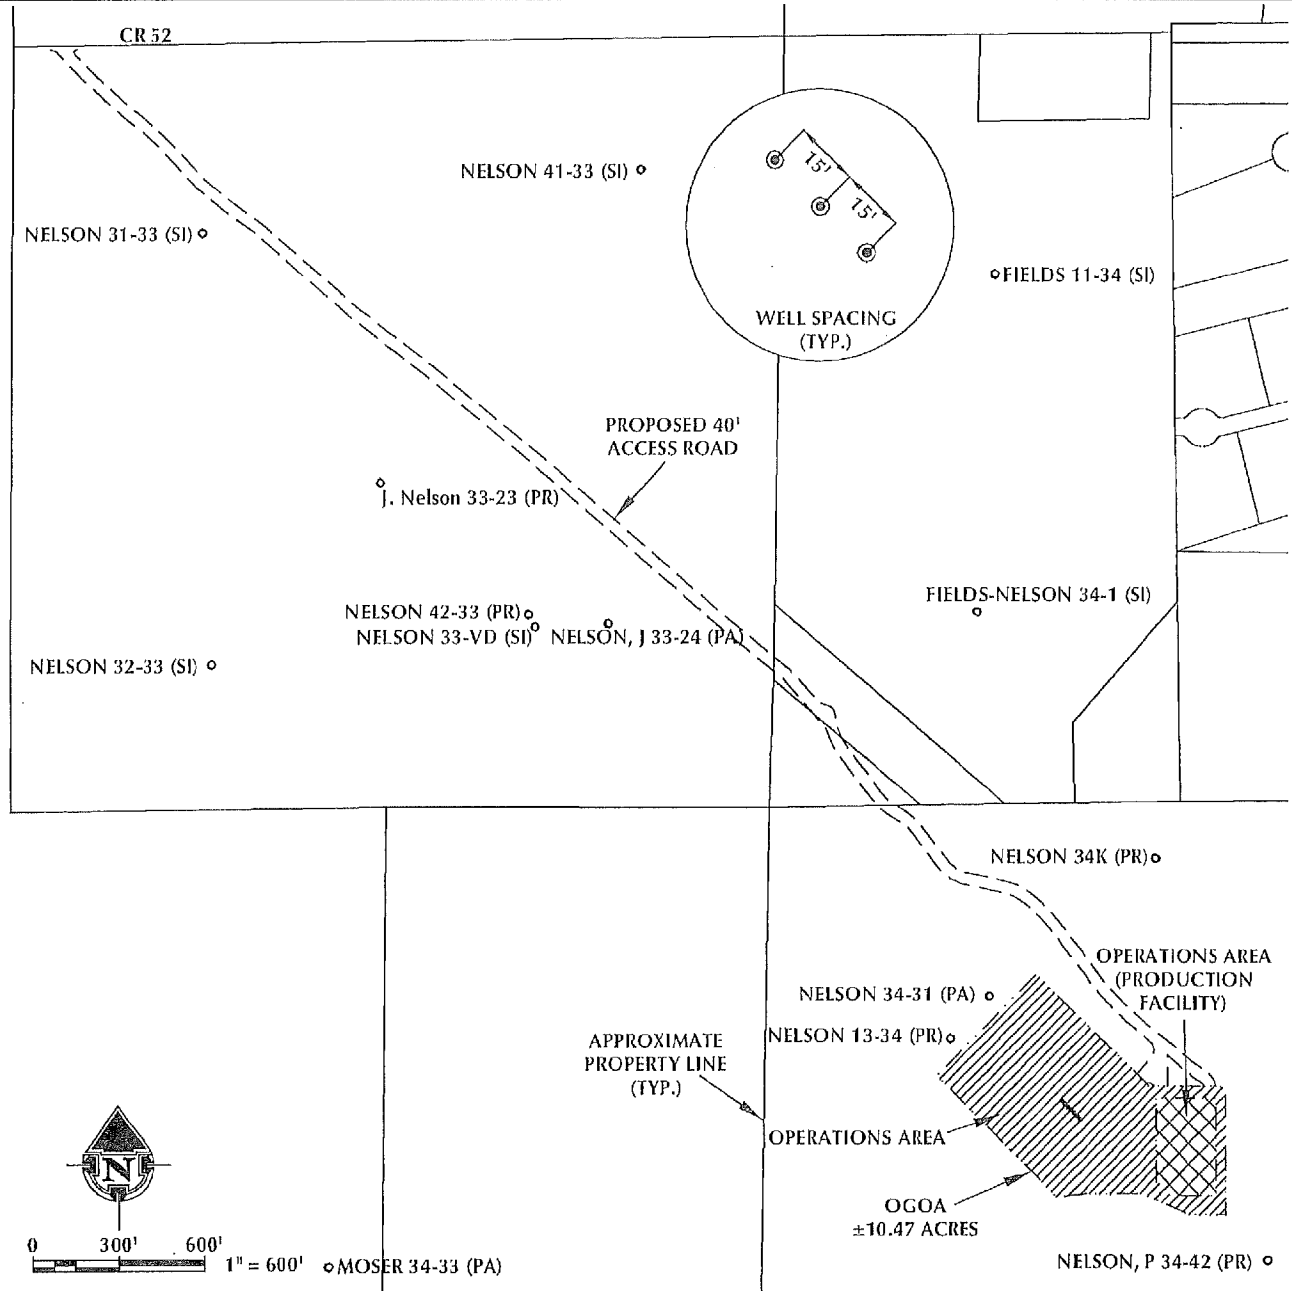 CR 52
NELSON 41-33 (SI)
15'
15'
NELSON 31-33 (SI)
FIELDS 11-34 (SI)
WELL SPACING
(TYP.)
PROPOSED 40'
ACCESS ROAD
J. Nelson 33-23 (PR)
FIELDS-NELSON 34-1 (SI)
NELSON 42-33 (PR)
NELSON 33-VD (SI)
NELSON, J 33-24 (PA)
NELSON 32-33 (SI)
NELSON 34K (PR)
OPERATIONS AREA
(PRODUCTION
FACILITY)
NELSON 34-31 (PA)
NELSON 13-34 (PR)
APPROXIMATE
PROPERTY LINE
(TYP.)
OPERATIONS AREA
N
OGOA
±10.47 ACRES
0 300' 600'
1" = 600'
MOSER 34-33 (PA)
NELSON, P 34-42 (PR)